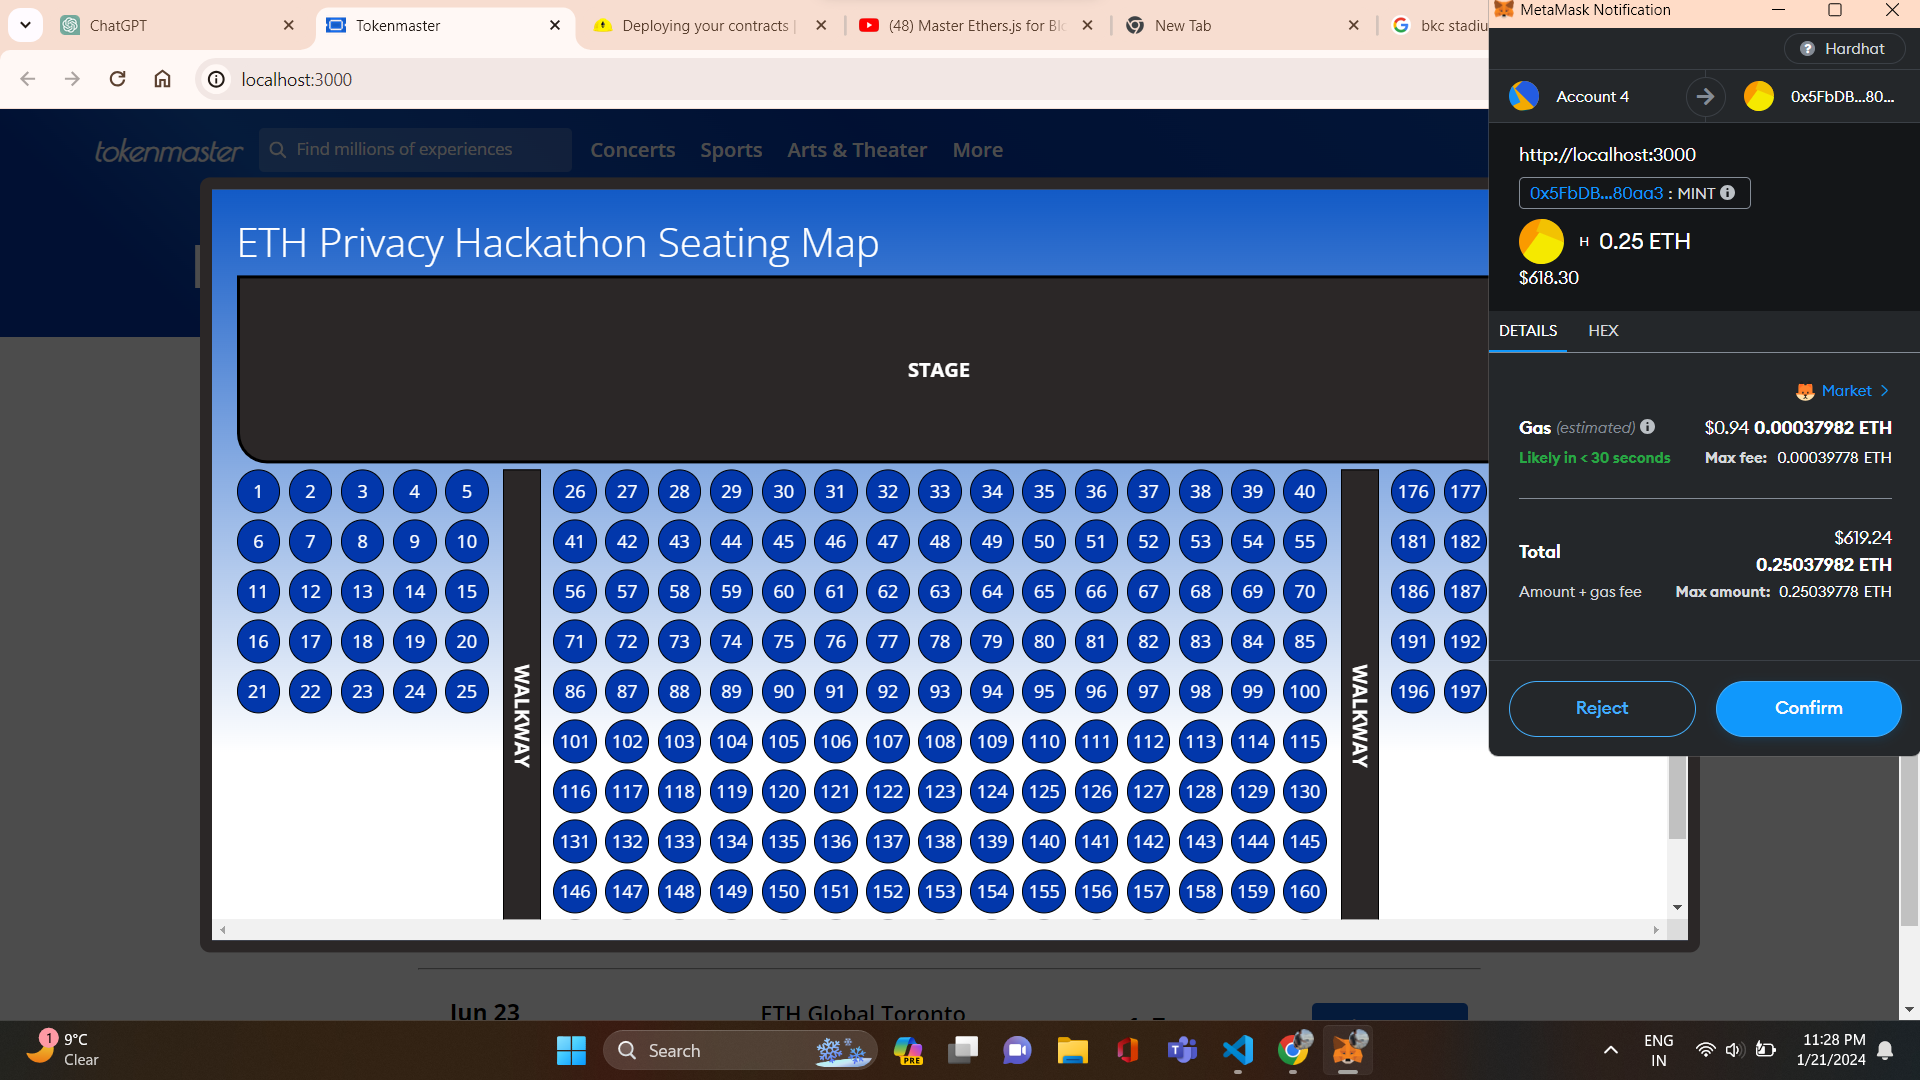 ChatGPT
Tokenmaster
Deploying your contracts |
(48) Master Ethers.js for Blo
New Tab
bkc stadiu
localhost:3000
tokenmaster
Find millions of experiences
Concerts
Sports
Arts & Theater
More
ETH Privacy Hackathon Seating Map
STAGE
1 2 3 4 5
6 7 8 9 10
11 12 13 14 15
16 17 18 19 20
21 22 23 24 25
WALKWAY
26 27 28 29 30 31 32 33 34 35 36 37 38 39 40
41 42 43 44 45 46 47 48 49 50 51 52 53 54 55
56 57 58 59 60 61 62 63 64 65 66 67 68 69 70
71 72 73 74 75 76 77 78 79 80 81 82 83 84 85
86 87 88 89 90 91 92 93 94 95 96 97 98 99 100
101 102 103 104 105 106 107 108 109 110 111 112 113 114 115
116 117 118 119 120 121 122 123 124 125 126 127 128 129 130
131 132 133 134 135 136 137 138 139 140 141 142 143 144 145
146 147 148 149 150 151 152 153 154 155 156 157 158 159 160
WALKWAY
176 177
181 182
186 187
191 192
196 197
Jun 23
ETH Global Toronto
MetaMask Notification
Hardhat
Account 4
0x5FbDB...80...
http://localhost:3000
0x5FbDB...80aa3 : MINT
H 0.25 ETH
$618.30
DETAILS
HEX
Market
Gas (estimated) $0.94 0.00037982 ETH
Likely in < 30 seconds Max fee: 0.00039778 ETH
$619.24
Total
0.25037982 ETH
Amount + gas fee Max amount: 0.25039778 ETH
Reject
Confirm
1
9°C
Clear
Search
PRE
ENG
IN
11:28 PM
1/21/2024